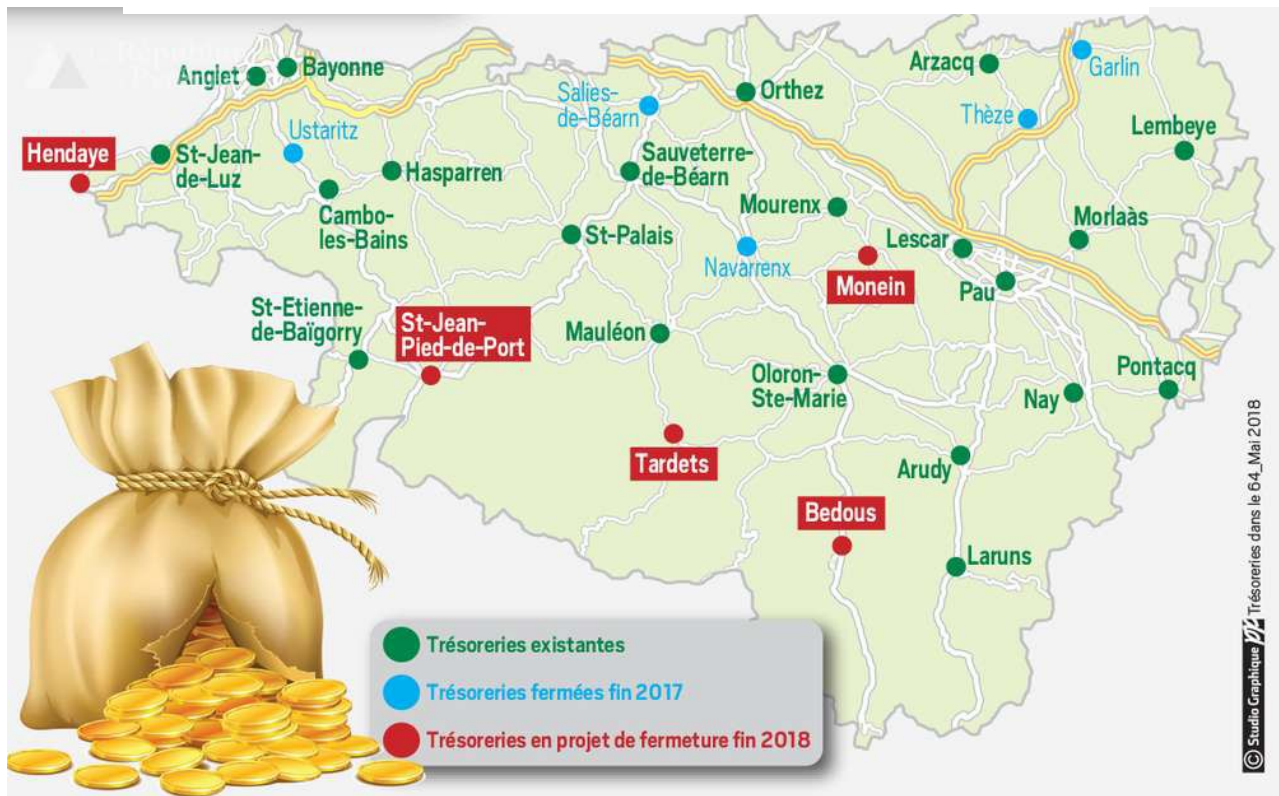 Anglet
Bayonne
Hendaye
St-Jean-
de-Luz
Ustaritz
Cambo-
les-Bains
Hasparren
Salies-
de-Béarn
Orthez
Sauveterre-
de-Béarn
Arzacq
Garlin
Thèze
Lembeye
Mourenx
St-Palais
Navarrenx
Lescar
Morlaàs
Monein
Pau
St-Etienne-
de-Baïgorry
St-Jean-
Pied-de-Port
Mauléon
Oloron-
Ste-Marie
Nay
Pontacq
Tardets
Arudy
Bedous
Laruns
Trésoreries existantes
Trésoreries fermées fin 2017
Trésoreries en projet de fermeture fin 2018
© Studio Graphique Trésoreries dans le 64_Mai 2018